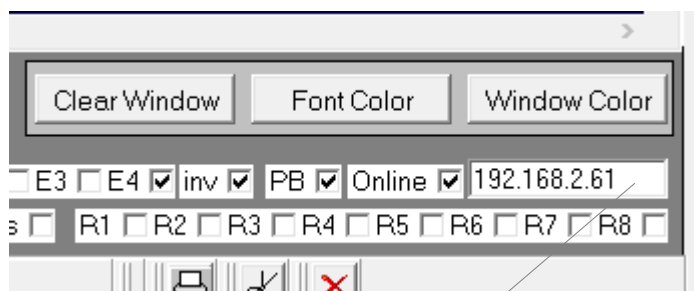 Clear Window Font Color Window Color
E3 E4 inv PB Online 192.168.2.61
s R1 R2 R3 R4 R5 R6 R7 R8